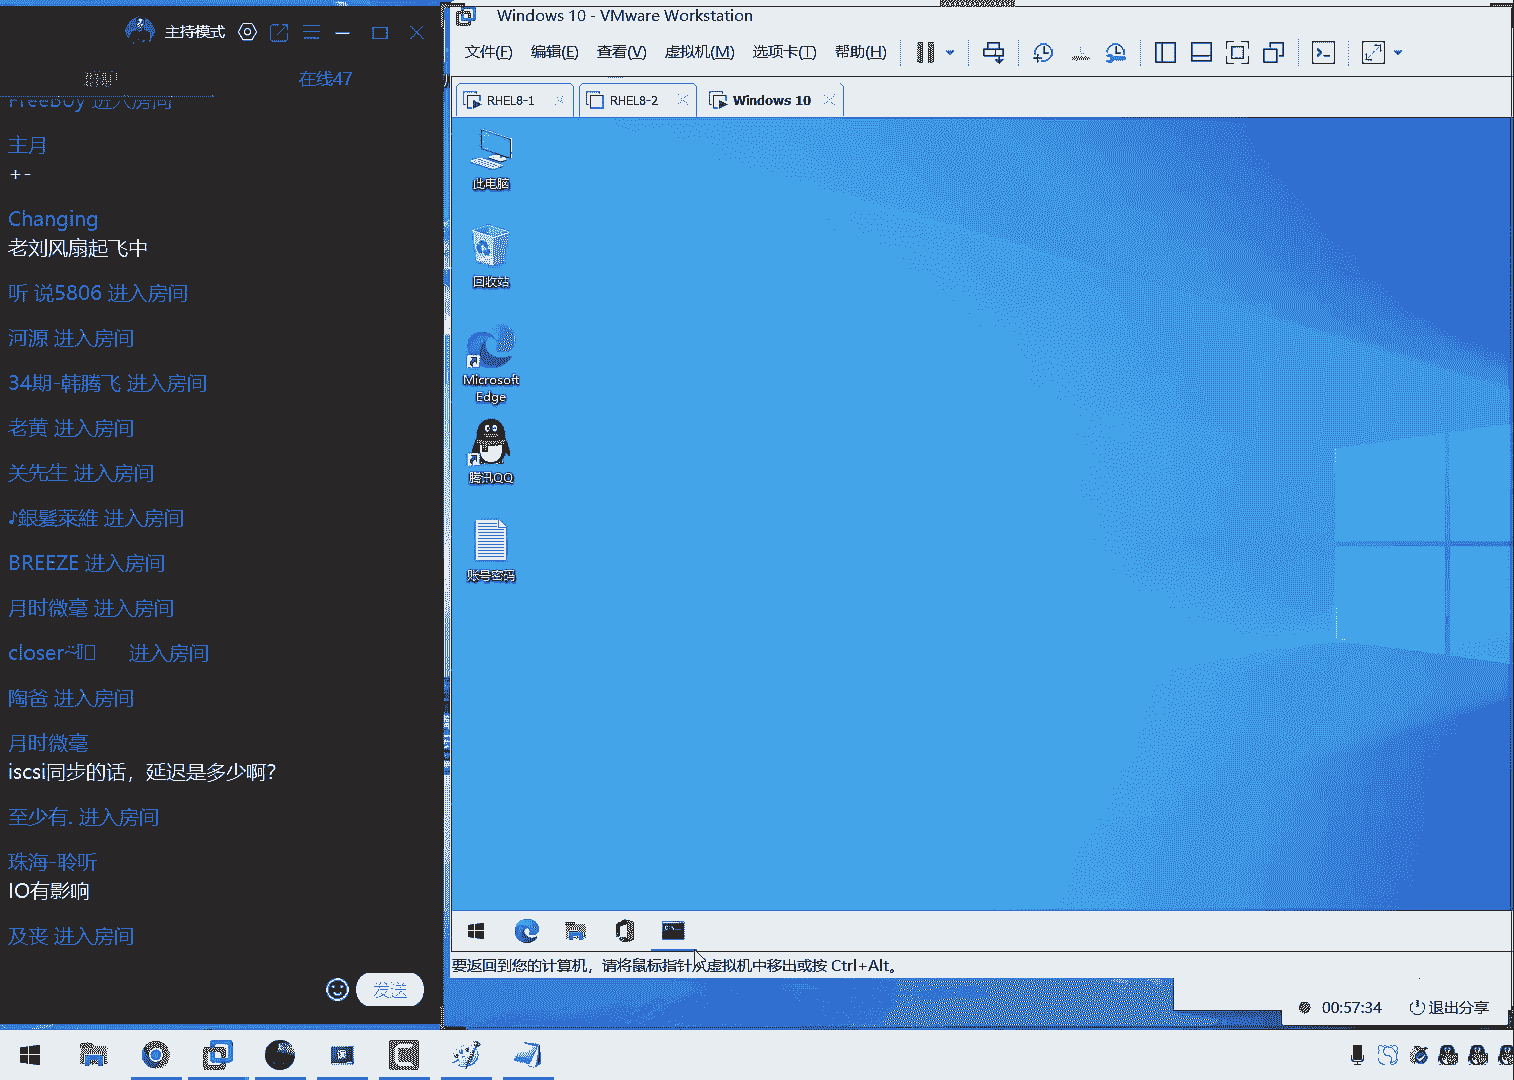 主持模式
在线47
FreeBoy 进入房间
主月
+-
Changing
老刘风扇起飞中
听 说5806 进入房间
河源 进入房间
34期-韩腾飞 进入房间
老黄 进入房间
关先生 进入房间
♪銀髮萊維 进入房间
BREEZE 进入房间
月时微毫 进入房间
closer 进入房间
陶爸 进入房间
月时微毫
iscsi同步的话，延迟是多少啊？
至少有. 进入房间
珠海-聆听
IO有影响
及丧 进入房间
发送
Windows 10 - VMware Workstation
文件(F) 编辑(E) 查看(V) 虚拟机(M) 选项卡(T) 帮助(H)
RHEL8-1 RHEL8-2 Windows 10
此电脑
回收站
Microsoft
Edge
腾讯QQ
账号密码
要返回到您的计算机，请将鼠标指针从虚拟机中移出或按 Ctrl+Alt。
00:57:34 退出分享